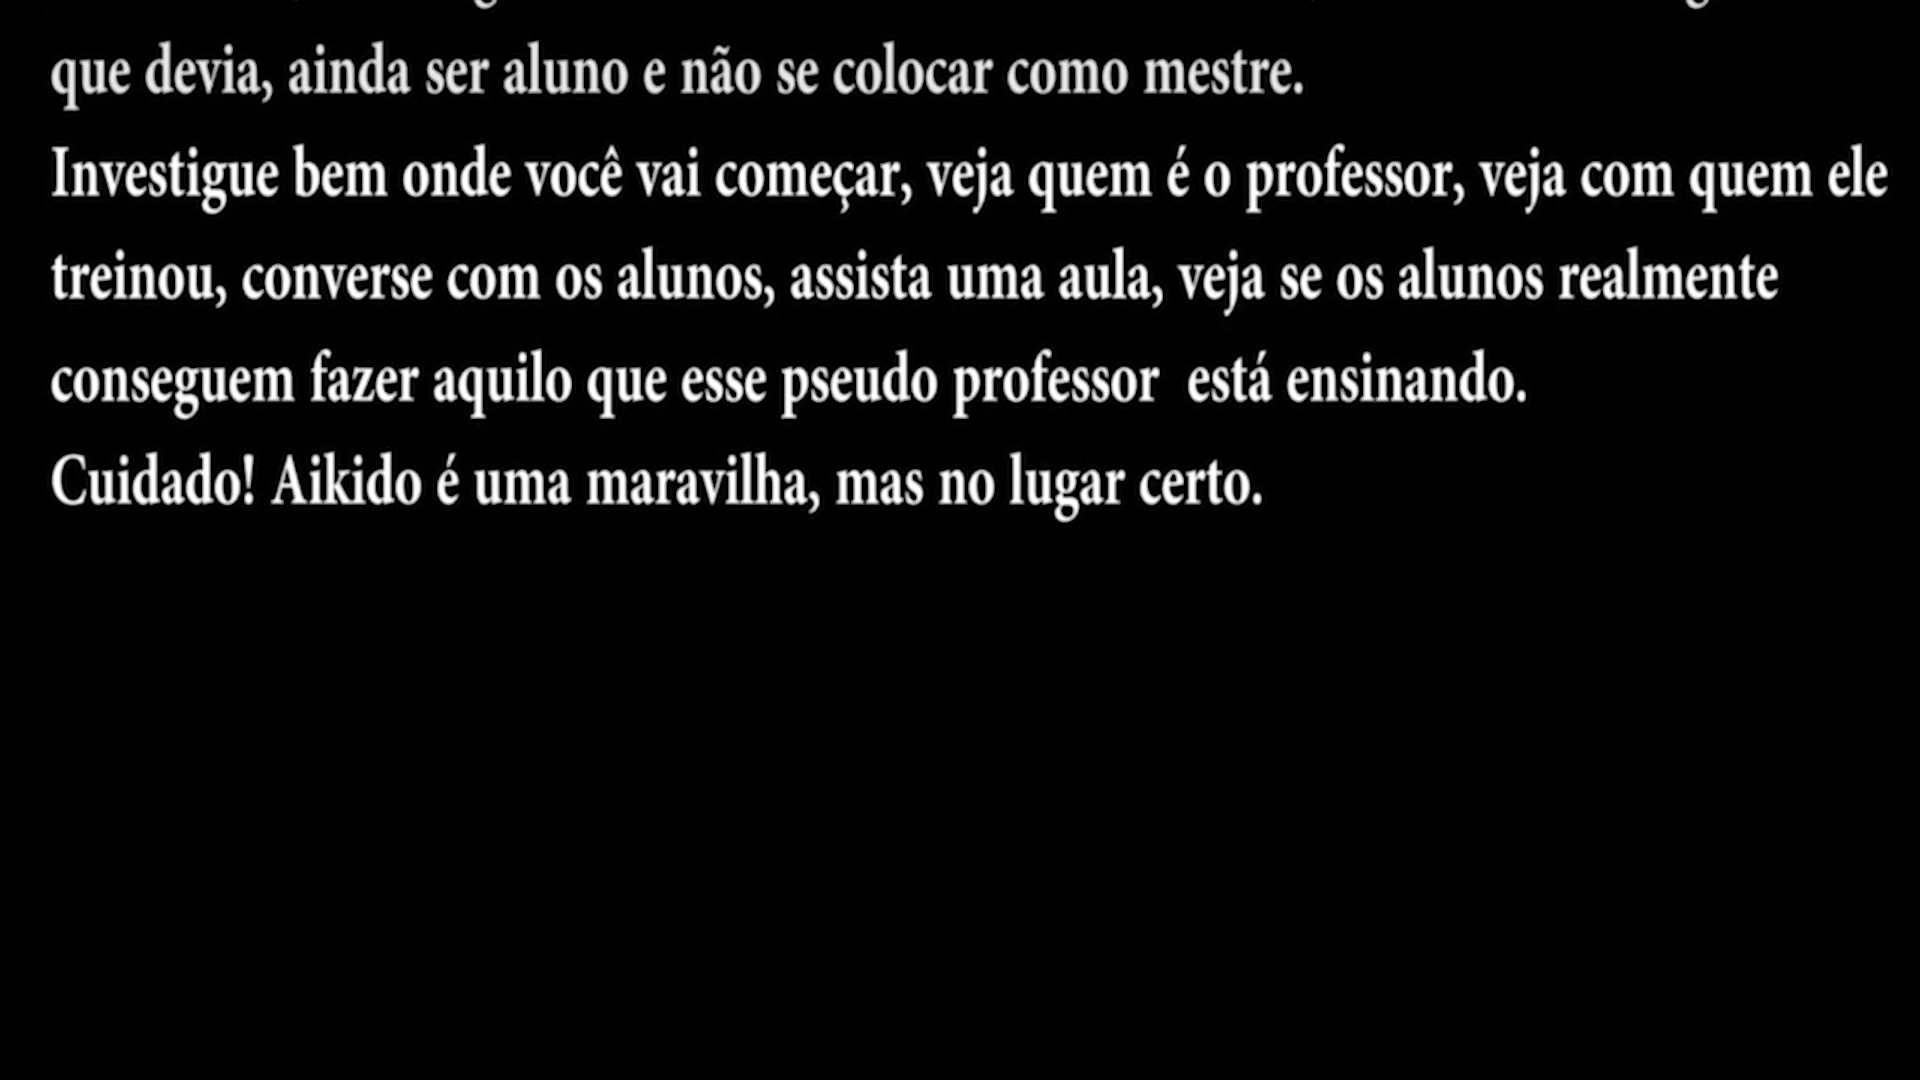 que devia, ainda ser aluno e não se colocar como mestre.
Investigue bem onde você vai começar, veja quem é o professor, veja com quem ele
treinou, converse com os alunos, assista uma aula, veja se os alunos realmente
conseguem fazer aquilo que esse pseudo professor  está ensinando.
Cuidado! Aikido é uma maravilha, mas no lugar certo.